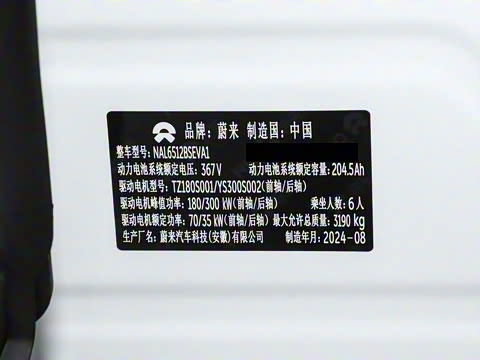 品牌：蔚来 制造国：中国
整车型号：NAL6512BSEVA1
动力电池系统额定电压：367V 动力电池系统额定容量：204.5Ah
驱动电机型号：TZ180S001/YS300S002(前轴/后轴)
驱动电机峰值功率：180/300 kW(前轴/后轴) 乘坐人数：6人
驱动电机额定功率：70/35 kW(前轴/后轴) 最大允许总质量：3190 kg
生产厂名：蔚来汽车科技(安徽)有限公司 制造年月：2024-08